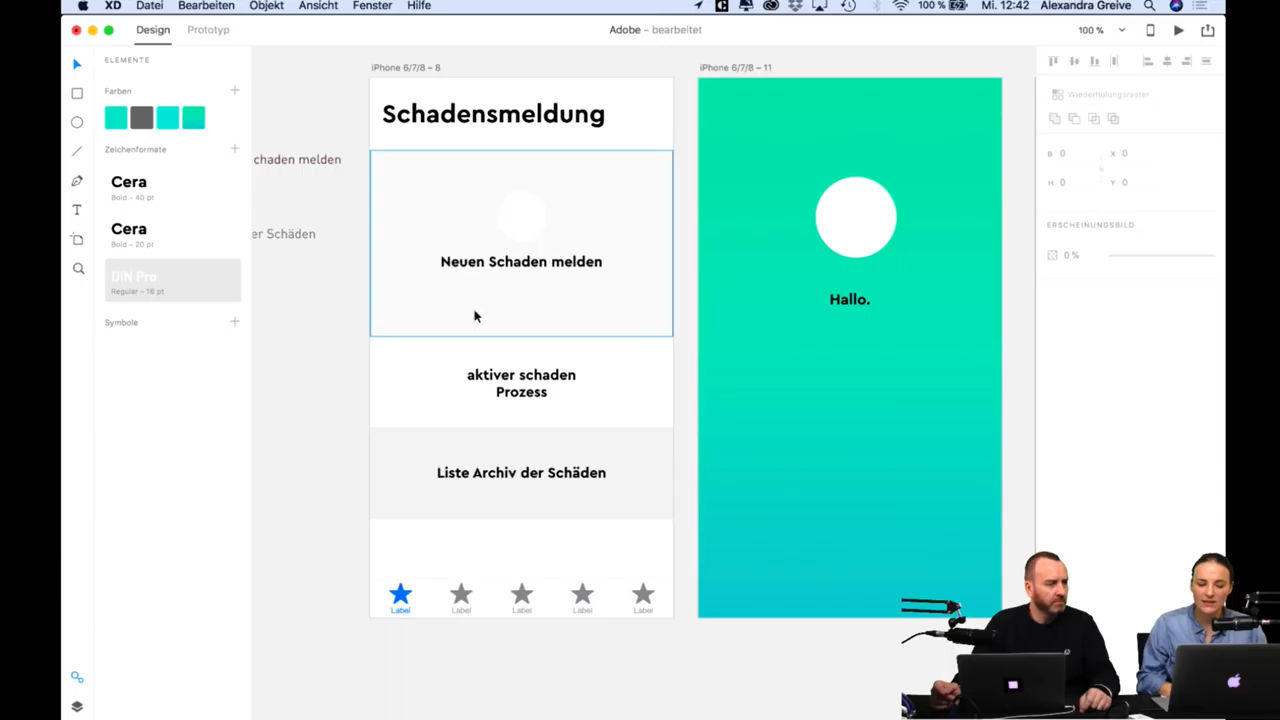 XD Datei Bearbeiten Objekt Ansicht Fenster Hilfe 100 % Mi. 12:42 Alexandra Greive
Design Prototyp Adobe – bearbeitet 100 %
ELEMENTE
Farben
Zeichenformate
Cera
Bold – 40 pt
Cera
Bold – 20 pt
DIN Pro
Regular – 16 pt
Symbole
chaden melden
er Schäden
iPhone 6/7/8 – 8
Schadensmeldung
Neuen Schaden melden
aktiver schaden
Prozess
Liste Archiv der Schäden
Label Label Label Label Label
iPhone 6/7/8 – 11
Hallo.
Wiederholungsraster
B 0 X 0
H 0 Y 0
ERSCHEINUNGSBILD
0 %